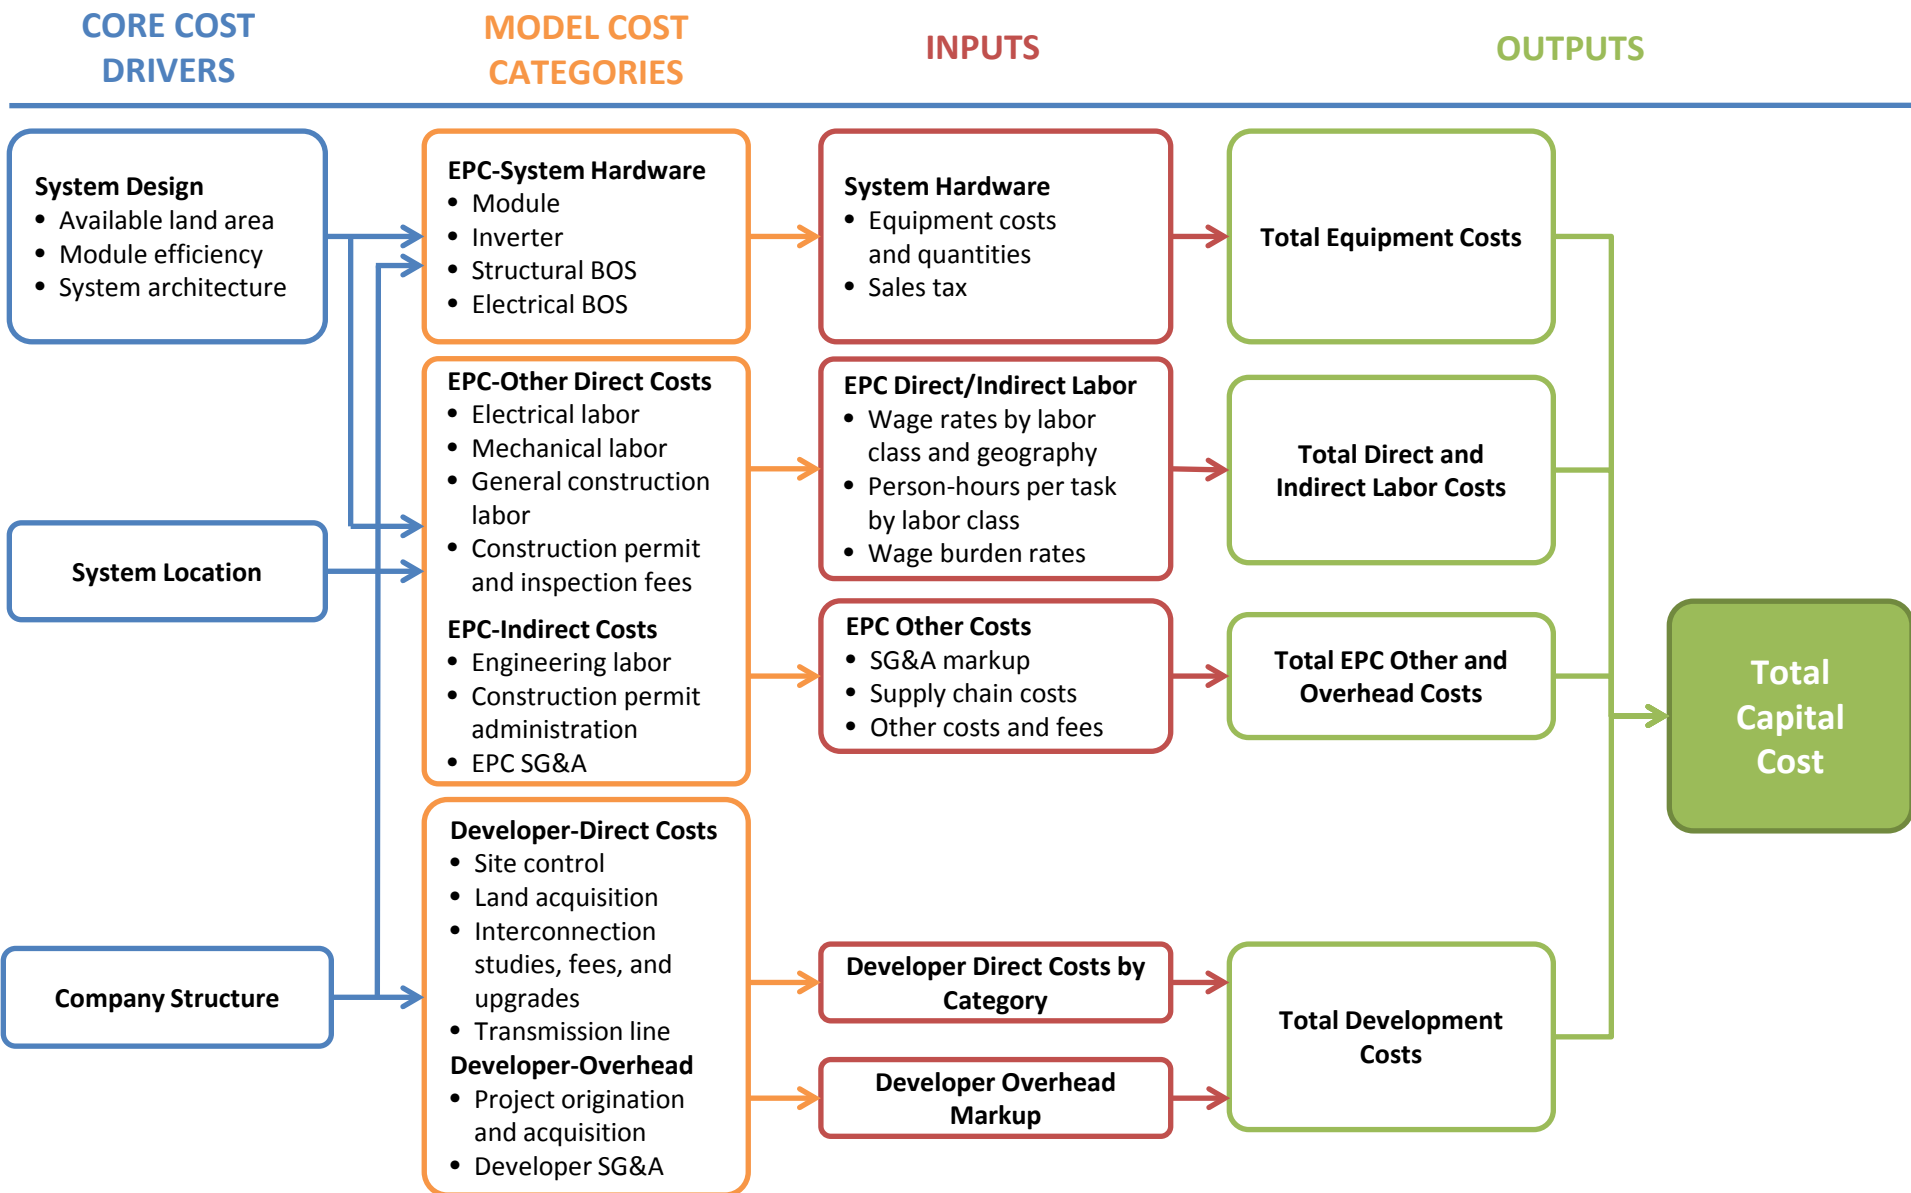 CORE COST
DRIVERS
MODEL COST
CATEGORIES
INPUTS
OUTPUTS
System Design
• Available land area
• Module efficiency
• System architecture
System Location
Company Structure
EPC-System Hardware
• Module
• Inverter
• Structural BOS
• Electrical BOS
EPC-Other Direct Costs
• Electrical labor
• Mechanical labor
• General construction
labor
• Construction permit
and inspection fees
EPC-Indirect Costs
• Engineering labor
• Construction permit
administration
• EPC SG&A
Developer-Direct Costs
• Site control
• Land acquisition
• Interconnection
studies, fees, and
upgrades
• Transmission line
Developer-Overhead
• Project origination
and acquisition
• Developer SG&A
System Hardware
• Equipment costs
and quantities
• Sales tax
EPC Direct/Indirect Labor
• Wage rates by labor
class and geography
• Person-hours per task
by labor class
• Wage burden rates
EPC Other Costs
• SG&A markup
• Supply chain costs
• Other costs and fees
Developer Direct Costs by
Category
Developer Overhead
Markup
Total Equipment Costs
Total Direct and
Indirect Labor Costs
Total EPC Other and
Overhead Costs
Total Development
Costs
Total
Capital
Cost